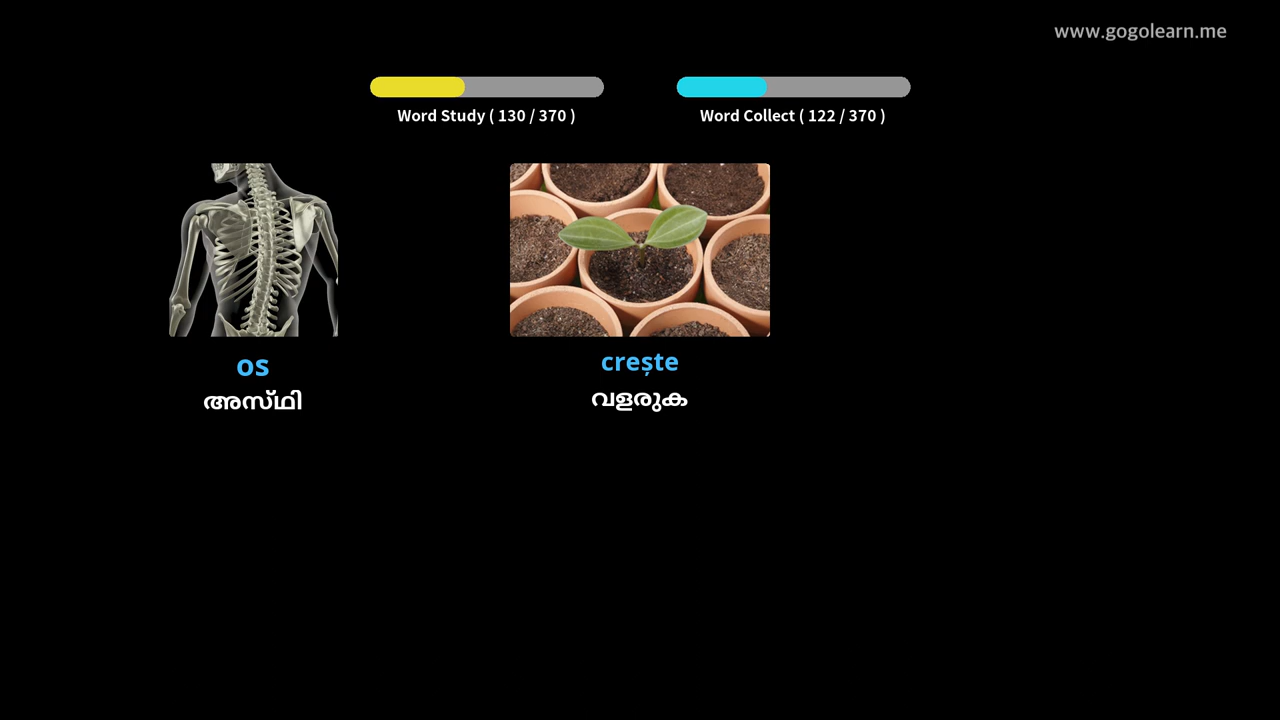 www.gogolearn.me
Word Study ( 130 / 370 )
Word Collect ( 122 / 370 )
os
അസ്ഥി
crește
വളരുക